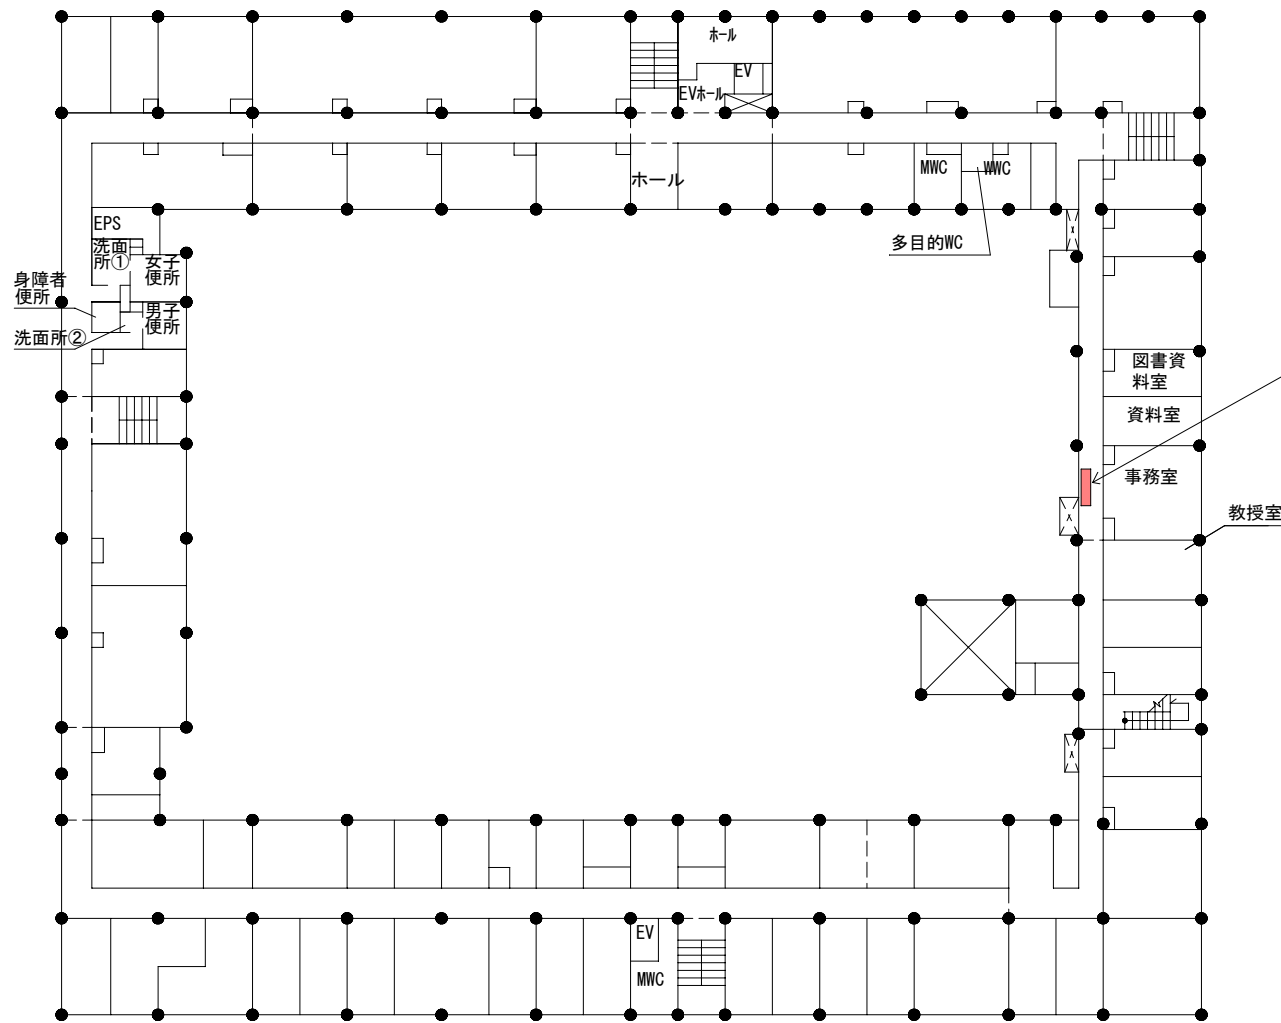 ホール
EV
EVホール
ホール
MWC
WWC
多目的WC
EPS
洗面
所①
女子
便所
身障者
便所
男子
便所
洗面所②
図書資
料室
資料室
事務室
教授室
EV
MWC